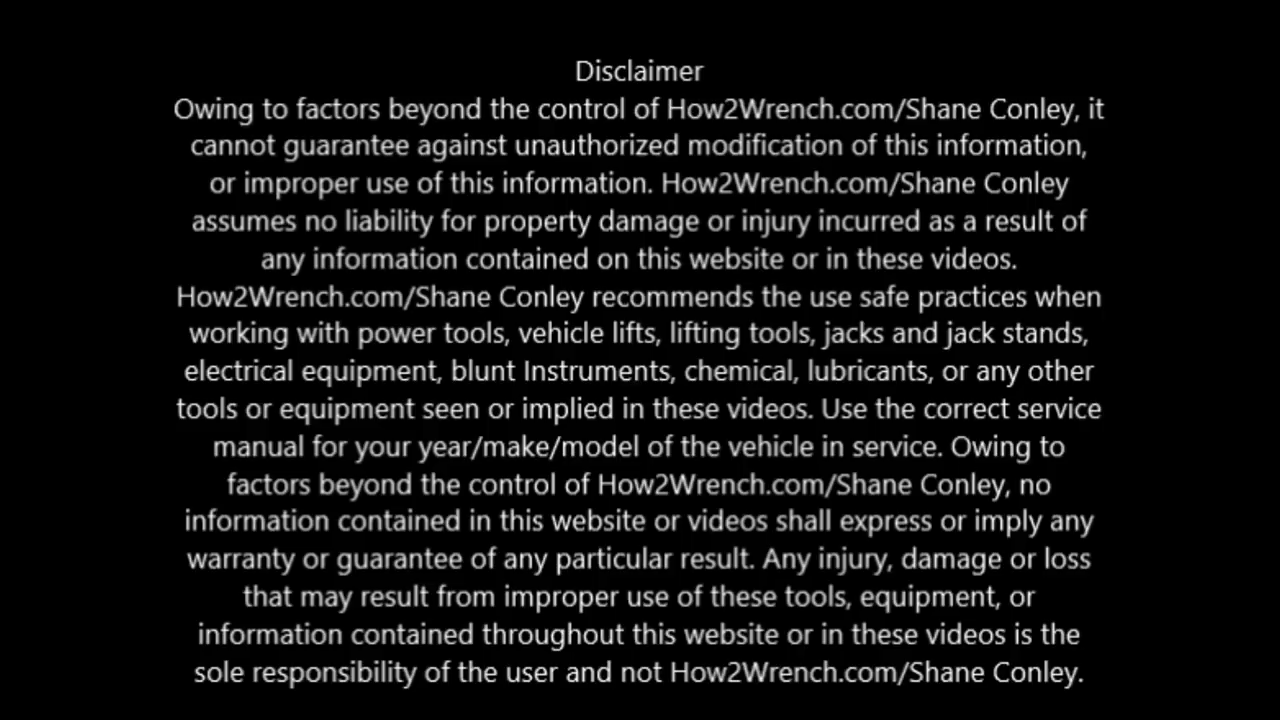 Disclaimer
Owing to factors beyond the control of How2Wrench.com/Shane Conley, it
cannot guarantee against unauthorized modification of this information,
or improper use of this information. How2Wrench.com/Shane Conley
assumes no liability for property damage or injury incurred as a result of
any information contained on this website or in these videos.
How2Wrench.com/Shane Conley recommends the use safe practices when
working with power tools, vehicle lifts, lifting tools, jacks and jack stands,
electrical equipment, blunt Instruments, chemical, lubricants, or any other
tools or equipment seen or implied in these videos. Use the correct service
manual for your year/make/model of the vehicle in service. Owing to
factors beyond the control of How2Wrench.com/Shane Conley, no
information contained in this website or videos shall express or imply any
warranty or guarantee of any particular result. Any injury, damage or loss
that may result from improper use of these tools, equipment, or
information contained throughout this website or in these videos is the
sole responsibility of the user and not How2Wrench.com/Shane Conley.